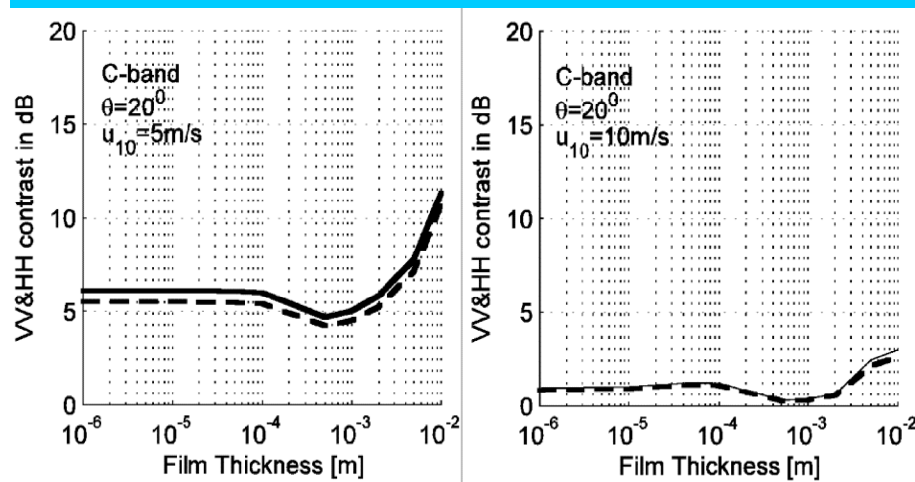 20
15
10
5
0
VV&HH contrast in dB
C-band
θ=20⁰
u₁₀=5m/s
10⁻⁶ 10⁻⁵ 10⁻⁴ 10⁻³ 10⁻²
Film Thickness [m]
20
15
10
5
0
VV&HH contrast in dB
C-band
θ=20⁰
u₁₀=10m/s
10⁻⁶ 10⁻⁵ 10⁻⁴ 10⁻³ 10⁻²
Film Thickness [m]